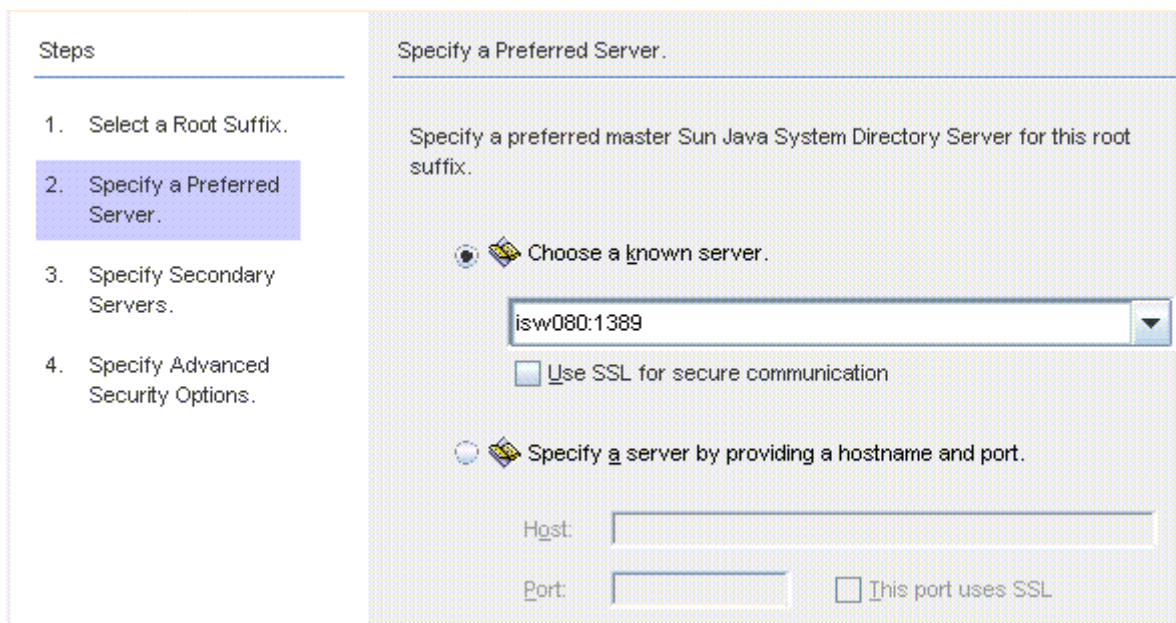 Steps
1. Select a Root Suffix.
2. Specify a Preferred
Server.
3. Specify Secondary
Servers.
4. Specify Advanced
Security Options.
Specify a Preferred Server.
Specify a preferred master Sun Java System Directory Server for this root
suffix.
Choose a known server.
isw080:1389
Use SSL for secure communication
Specify a server by providing a hostname and port.
Host:
Port:
This port uses SSL